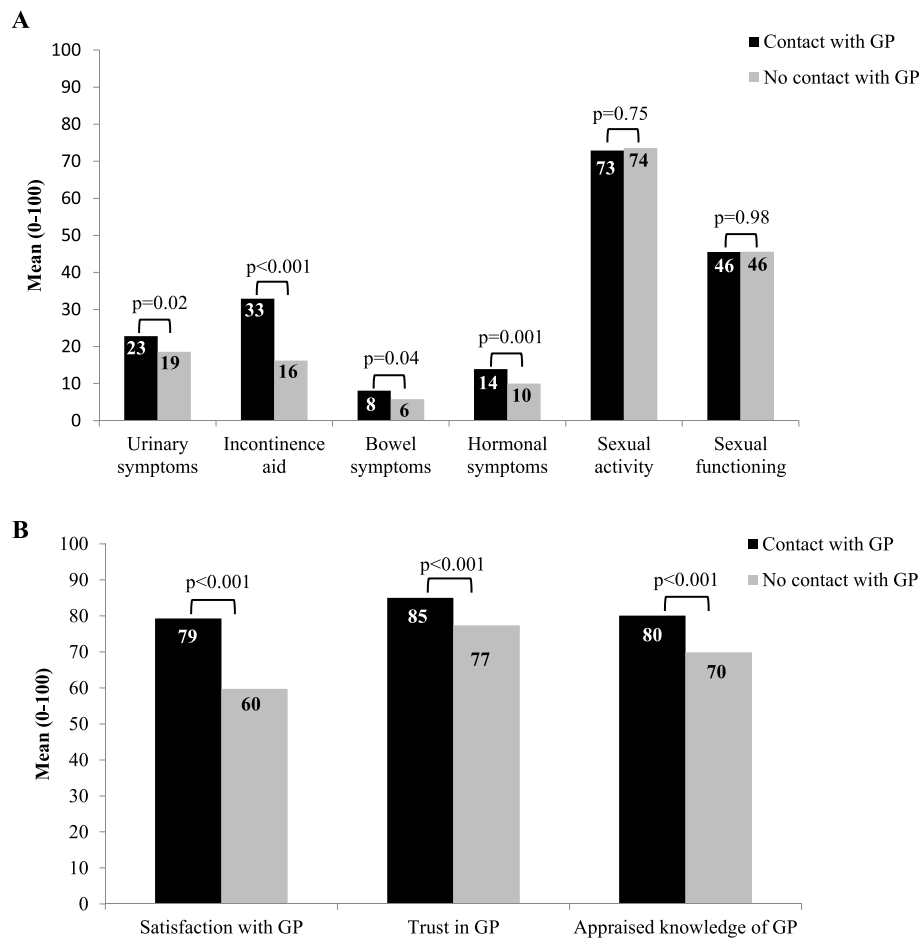 A
Contact with GP
No contact with GP
Mean (0-100)
100
90
80
70
60
50
40
30
20
10
0
p=0.02
23
19
p<0.001
33
16
p=0.04
8
6
p=0.001
14
10
p=0.75
73
74
p=0.98
46
46
Urinary
symptoms
Incontinence
aid
Bowel
symptoms
Hormonal
symptoms
Sexual
activity
Sexual
functioning
B
Contact with GP
No contact with GP
Mean (0-100)
100
90
80
70
60
50
40
30
20
10
0
p<0.001
79
60
p<0.001
85
77
p<0.001
80
70
Satisfaction with GP
Trust in GP
Appraised knowledge of GP